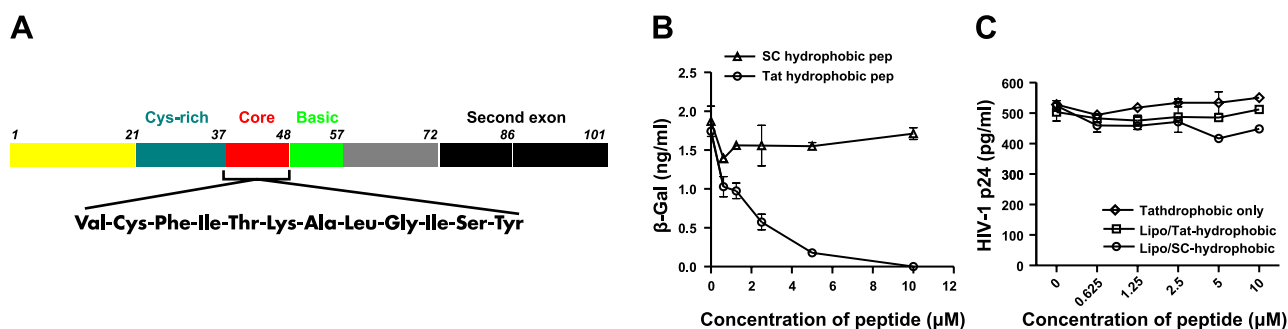 A
Cys-rich Core Basic Second exon
1 21 37 48 57 72 86 101
Val-Cys-Phe-Ile-Thr-Lys-Ala-Leu-Gly-Ile-Ser-Tyr
B
SC hydrophobic pep
Tat hydrophobic pep
β-Gal (ng/ml)
2.5
2.0
1.5
1.0
0.5
0.0
0 2 4 6 8 10 12
Concentration of peptide (µM)
C
HIV-1 p24 (pg/ml)
600
500
400
300
200
100
0
Tathdrophobic only
Lipo/Tat-hydrophobic
Lipo/SC-hydrophobic
0 0.625 1.25 2.5 5 10
Concentration of peptide (µM)